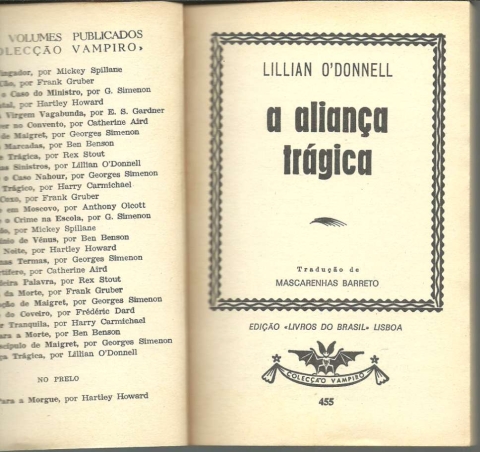 VOLUMES PUBLICADOS
COLECÇÃO VAMPIRO»
por Mickey Spillane
por Frank Gruber
o Caso do Ministro, por G. Simenon
por Hartley Howard
Virgem Vagabunda, por E. S. Gardner
no Convento, por Catherine Aird
de Maigret, por Georges Simenon
Marcadas, por Ben Benson
Trágica, por Rex Stout
Sinistros, por Lillian O'Donnell
o Caso Nahour, por Georges Simenon
Trágico, por Harry Carmichael
por Frank Gruber
em Moscovo, por Anthony Olcott
o Crime na Escola, por G. Simenon
por Mickey Spillane
de Vénus, por Ben Benson
Noite, por Hartley Howard
Termas, por Georges Simenon
por Catherine Aird
Palavra, por Rex Stout
da Morte, por Frank Gruber
de Maigret, por Georges Simenon
do Coveiro, por Frédéric Dard
Tranquila, por Harry Carmichael
a Morte, por Ben Benson
de Maigret, por Georges Simenon
Trágica, por Lillian O'Donnell
NO PRELO
Para a Morgue, por Hartley Howard
LILLIAN O'DONNELL
a aliança
trágica
Tradução de
MASCARENHAS BARRETO
EDIÇÃO «LIVROS DO BRASIL» LISBOA
COLECÇÃO VAMPIRO
455